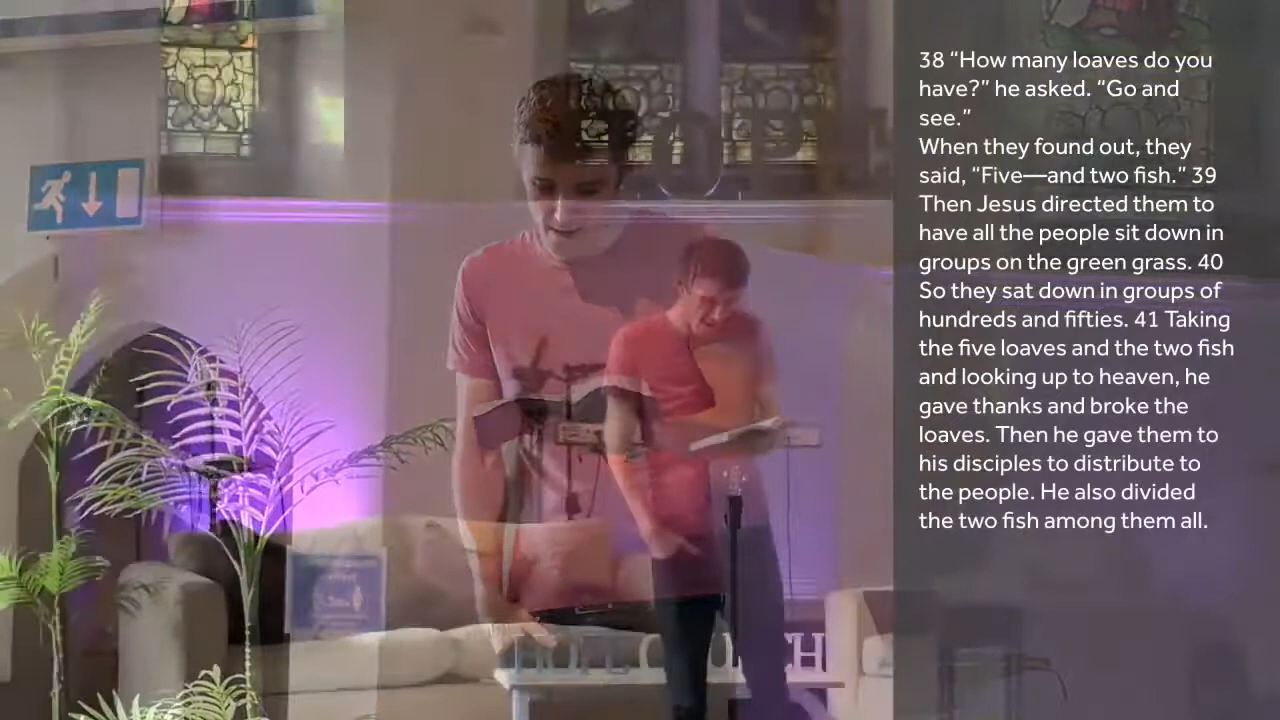 38 “How many loaves do you
have?” he asked. “Go and
see.”
When they found out, they
said, “Five—and two fish.” 39
Then Jesus directed them to
have all the people sit down in
groups on the green grass. 40
So they sat down in groups of
hundreds and fifties. 41 Taking
the five loaves and the two fish
and looking up to heaven, he
gave thanks and broke the
loaves. Then he gave them to
his disciples to distribute to
the people. He also divided
the two fish among them all.